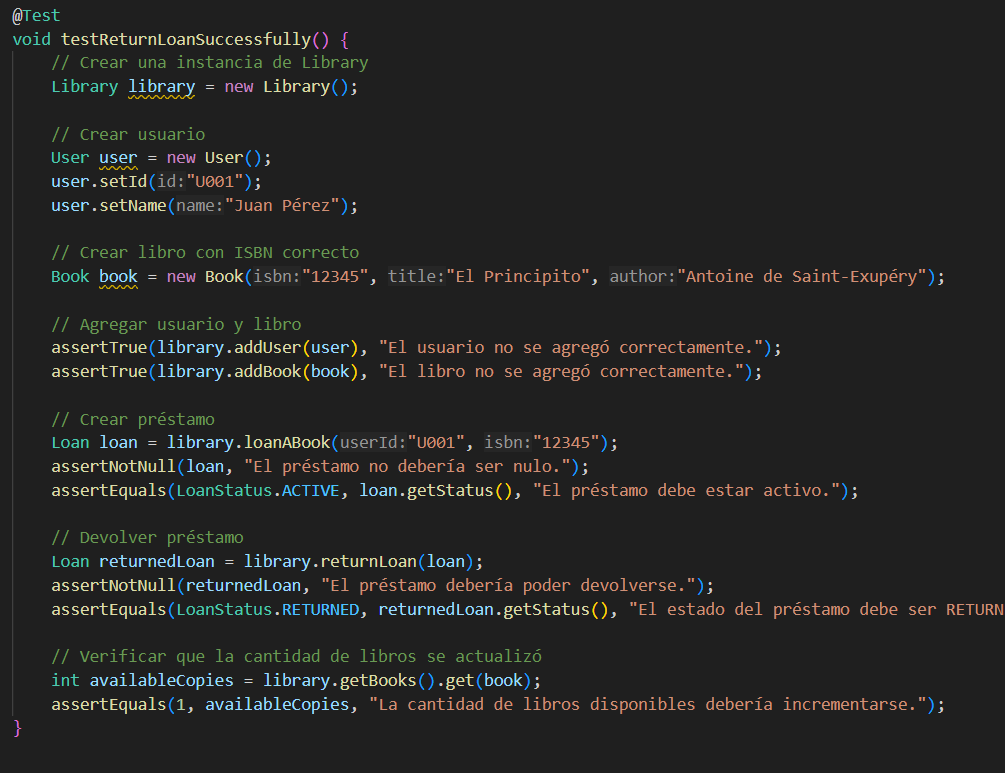 @Test
void testReturnLoanSuccessfully() {
// Crear una instancia de Library
Library library = new Library();
// Crear usuario
User user = new User();
user.setId(id:"U001");
user.setName(name:"Juan Pérez");
// Crear libro con ISBN correcto
Book book = new Book(isbn:"12345", title:"El Principito", author:"Antoine de Saint-Exupéry");
// Agregar usuario y libro
assertTrue(library.addUser(user), "El usuario no se agregó correctamente.");
assertTrue(library.addBook(book), "El libro no se agregó correctamente.");
// Crear préstamo
Loan loan = library.loanABook(userId:"U001", isbn:"12345");
assertNotNull(loan, "El préstamo no debería ser nulo.");
assertEquals(LoanStatus.ACTIVE, loan.getStatus(), "El préstamo debe estar activo.");
// Devolver préstamo
Loan returnedLoan = library.returnLoan(loan);
assertNotNull(returnedLoan, "El préstamo debería poder devolverse.");
assertEquals(LoanStatus.RETURNED, returnedLoan.getStatus(), "El estado del préstamo debe ser RETURN
// Verificar que la cantidad de libros se actualizó
int availableCopies = library.getBooks().get(book);
assertEquals(1, availableCopies, "La cantidad de libros disponibles debería incrementarse.");
}